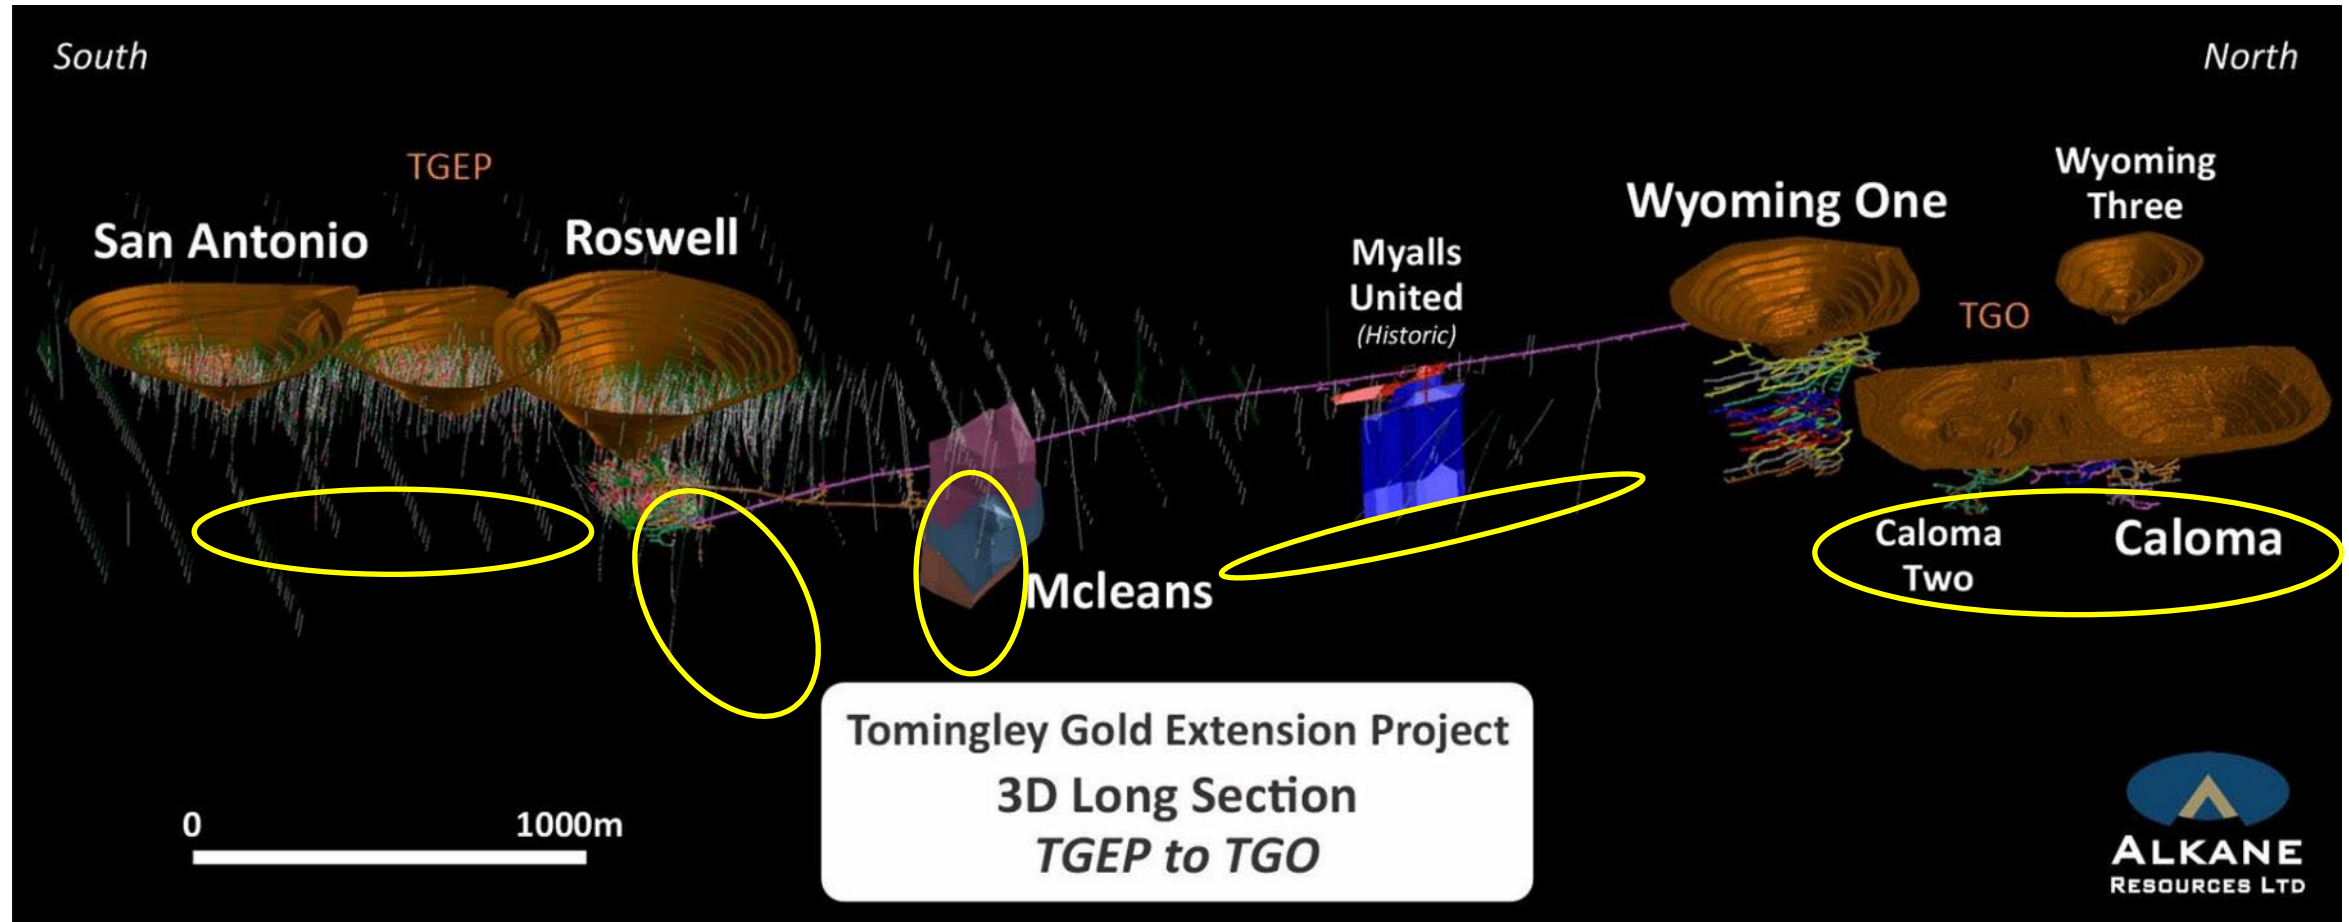 South
North
TGEP
San Antonio
Roswell
Myalls
United
(Historic)
Wyoming One
Wyoming
Three
TGO
Caloma
Two
Caloma
Mcleans
Tomingley Gold Extension Project
3D Long Section
TGEP to TGO
0
1000m
ALKANE
RESOURCES LTD